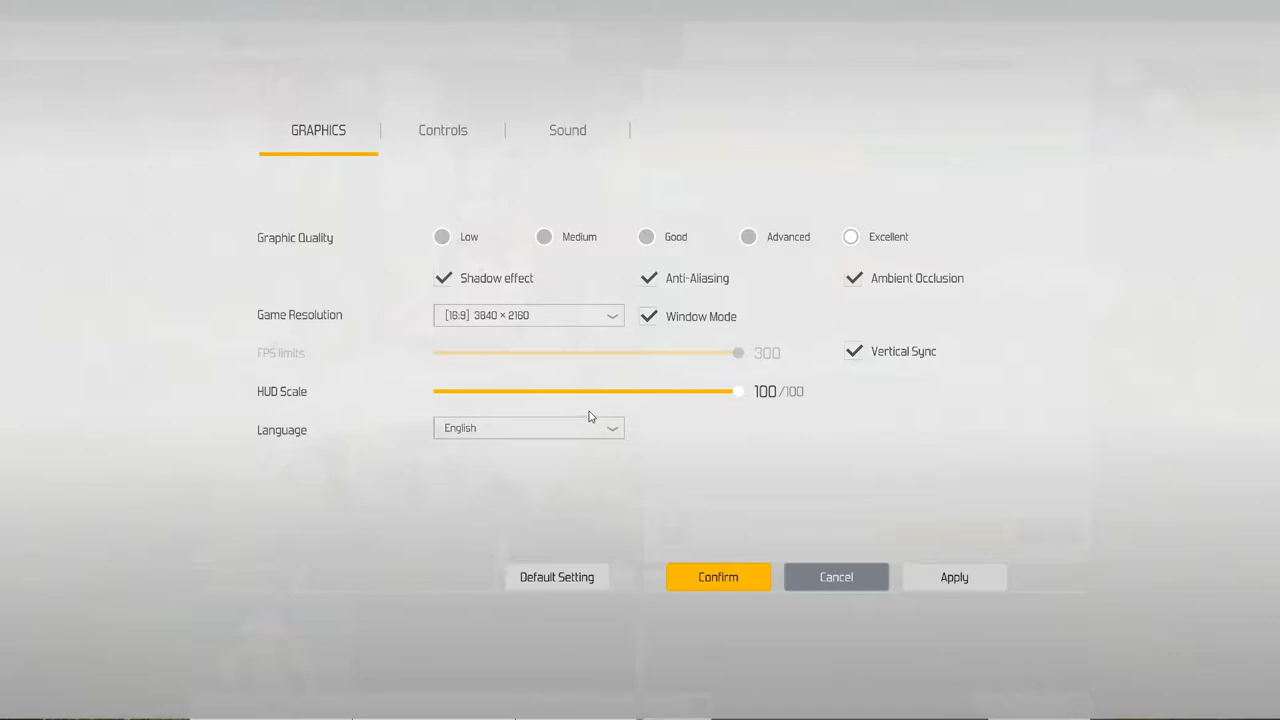 GRAPHICS | Controls | Sound |
Graphic Quality Low Medium Good Advanced Excellent
Shadow effect Anti-Aliasing Ambient Occlusion
Game Resolution [16:9] 3840 × 2160 Window Mode
FPS limits 300 Vertical Sync
HUD Scale 100/100
Language English
Default Setting Confirm Cancel Apply